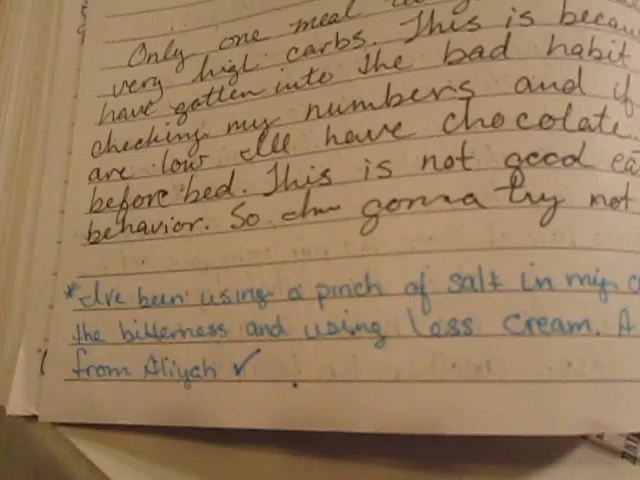 Only one meal
very high carbs. This is becau
have gotten into the bad habit
checking my numbers and if
are low I'll have chocolate
before bed. This is not good ea
behavior. So I'm gonna try not
*I've been using a pinch of salt in my c
the bitterness and using less cream. A
from Aliyah ✓